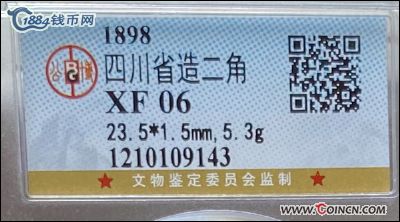 1884钱币网
1898
四川省造二角
XF 06
23.5*1.5mm,5.3g
1210109143
★ 文物鉴定委员会监制 ★
www.COINCN.COM